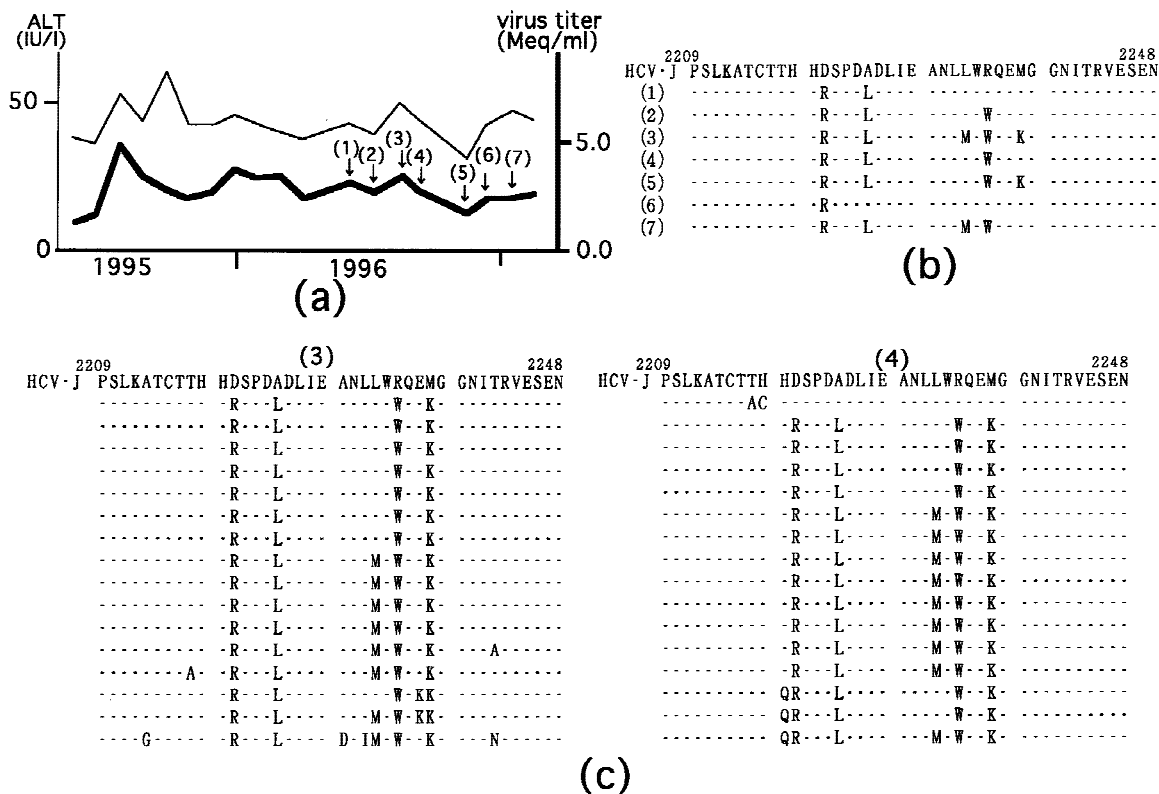 ALT
(IU/l)
virus titer
(Meq/ml)
50
5.0
(1) (2) (3) (4) (5) (6) (7)
0
0.0
1995
1996
(a)
2209 2248
HCV-J PSLKATCTTH HDSPDADLIE ANLLWRQEMG GNITRVESEN
(1) ---------- -R---L---- ---------- ----------
(2) ---------- -R---L---- -----W---- ----------
(3) ---------- -R---L---- ---M-W--K- ----------
(4) ---------- -R---L---- -----W---- ----------
(5) ---------- -R---L---- -----W--K- ----------
(6) ---------- -R-------- ---------- ----------
(7) ---------- -R---L---- ---M-W---- ----------
(b)
(3)
2209 2248
HCV-J PSLKATCTTH HDSPDADLIE ANLLWRQEMG GNITRVESEN
---------- -R---L---- -----W--K- ----------
---------- -R---L---- -----W--K- ----------
---------- -R---L---- -----W--K- ----------
---------- -R---L---- -----W--K- ----------
---------- -R---L---- -----W--K- ----------
---------- -R---L---- -----W--K- ----------
---------- -R---L---- -----W--K- ----------
---------- -R---L---- ---M-W--K- ----------
---------- -R---L---- ---M-W--K- ----------
---------- -R---L---- ---M-W--K- ----------
---------- -R---L---- ---M-W--K- ----------
---------- -R---L---- ---M-W--K- ---A------
--------A- -R---L---- ---M-W--K- ----------
---------- -R---L---- -----W-KK- ----------
---------- -R---L---- ---M-W-KK- ----------
----G----- -R---L---- D-IM-W--K- ---N------
(4)
2209 2248
HCV-J PSLKATCTTH HDSPDADLIE ANLLWRQEMG GNITRVESEN
--------AC ---------- ---------- ----------
---------- -R---L---- -----W--K- ----------
---------- -R---L---- -----W--K- ----------
---------- -R---L---- -----W--K- ----------
---------- -R---L---- -----W--K- ----------
---------- -R---L---- ---M-W--K- ----------
---------- -R---L---- ---M-W--K- ----------
---------- -R---L---- ---M-W--K- ----------
---------- -R---L---- ---M-W--K- ----------
---------- -R---L---- ---M-W--K- ----------
---------- -R---L---- ---M-W--K- ----------
---------- -R---L---- ---M-W--K- ----------
---------- -R---L---- ---M-W--K- ----------
---------- QR---L---- -----W--K- ----------
---------- QR---L---- -----W--K- ----------
---------- QR---L---- ---M-W--K- ----------
(c)